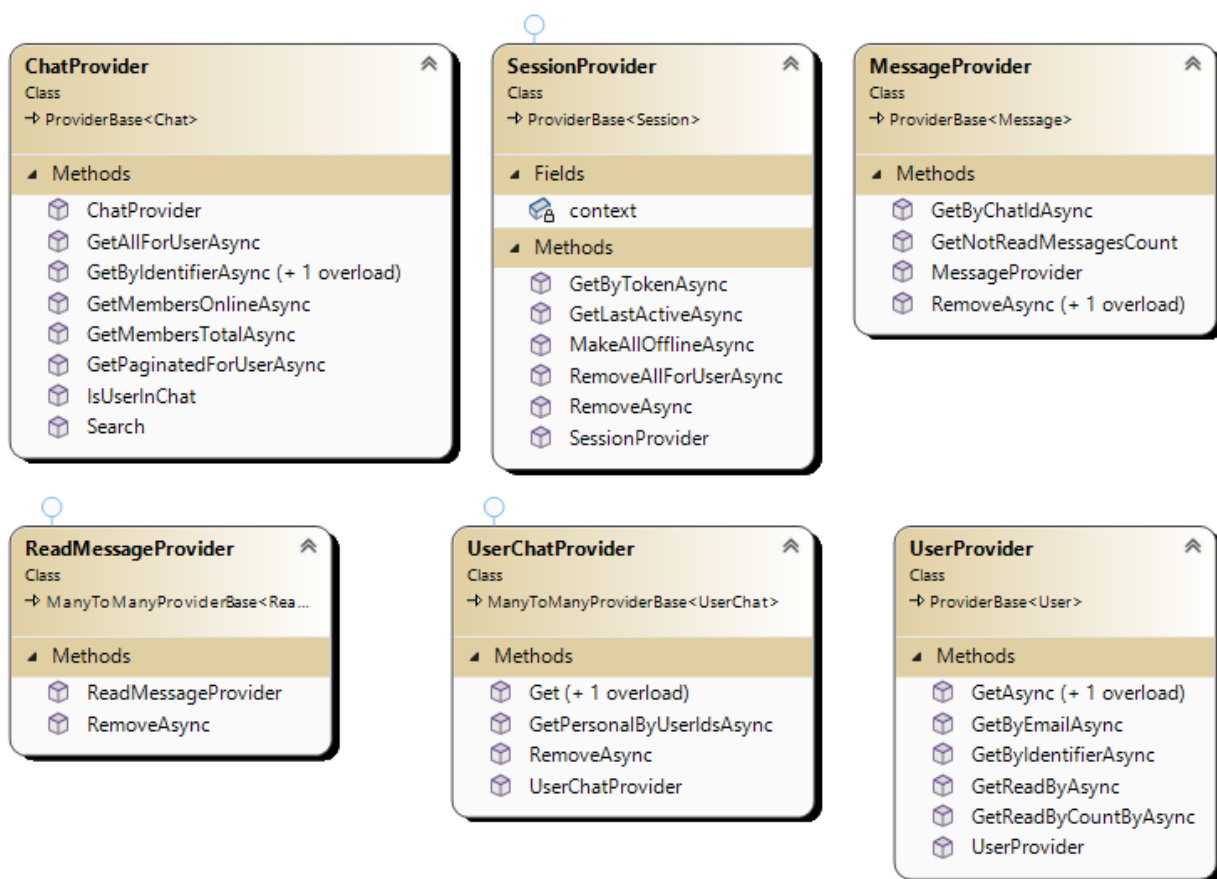 ChatProvider
Class
ProviderBase<Chat>
Methods
ChatProvider
GetAllForUserAsync
GetByIdentifierAsync (+ 1 overload)
GetMembersOnlineAsync
GetMembersTotalAsync
GetPaginatedForUserAsync
IsUserInChat
Search
SessionProvider
Class
ProviderBase<Session>
Fields
context
Methods
GetByTokenAsync
GetLastActiveAsync
MakeAllOfflineAsync
RemoveAllForUserAsync
RemoveAsync
SessionProvider
MessageProvider
Class
ProviderBase<Message>
Methods
GetByChatIdAsync
GetNotReadMessagesCount
MessageProvider
RemoveAsync (+ 1 overload)
ReadMessageProvider
Class
ManyToManyProviderBase<Rea...
Methods
ReadMessageProvider
RemoveAsync
UserChatProvider
Class
ManyToManyProviderBase<UserChat>
Methods
Get (+ 1 overload)
GetPersonalByUserIdsAsync
RemoveAsync
UserChatProvider
UserProvider
Class
ProviderBase<User>
Methods
GetAsync (+ 1 overload)
GetByEmailAsync
GetByIdentifierAsync
GetReadByAsync
GetReadByCountByAsync
UserProvider